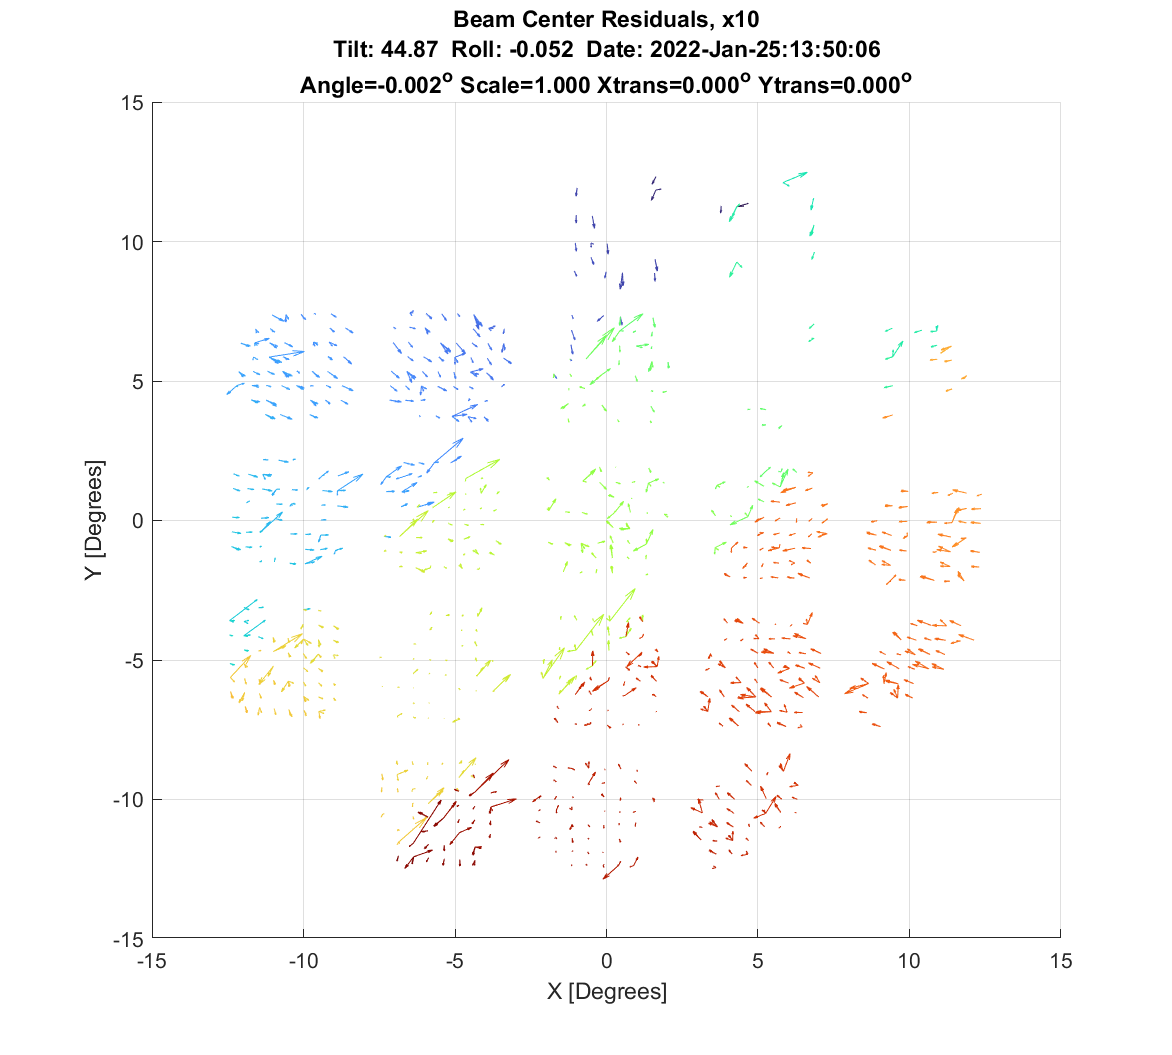 Beam Center Residuals, x10
Tilt: 44.87 Roll: -0.052 Date: 2022-Jan-25:13:50:06
Angle=-0.002° Scale=1.000 Xtrans=0.000° Ytrans=0.000°
15
10
5
0
-5
-10
-15
Y [Degrees]
-15 -10 -5 0 5 10 15
X [Degrees]